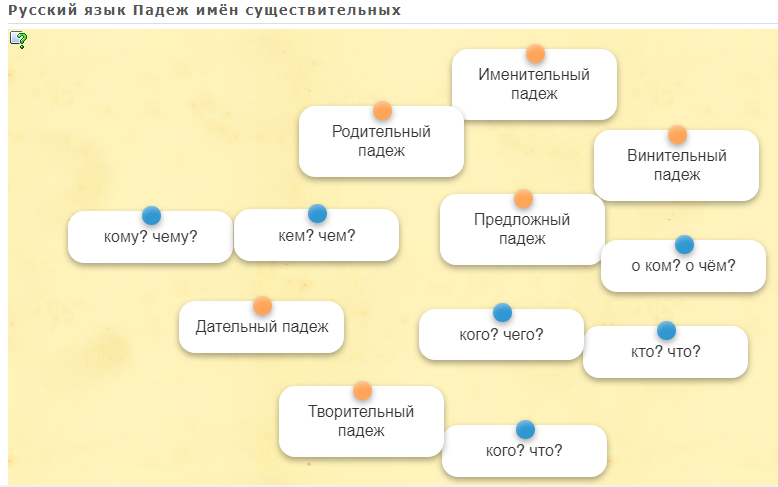 Русский язык Падеж имён существительных
Именительный
падеж
Родительный
падеж
Винительный
падеж
Предложный
падеж
кому? чему?
кем? чем?
о ком? о чём?
Дательный падеж
кого? чего?
кто? что?
Творительный
падеж
кого? что?